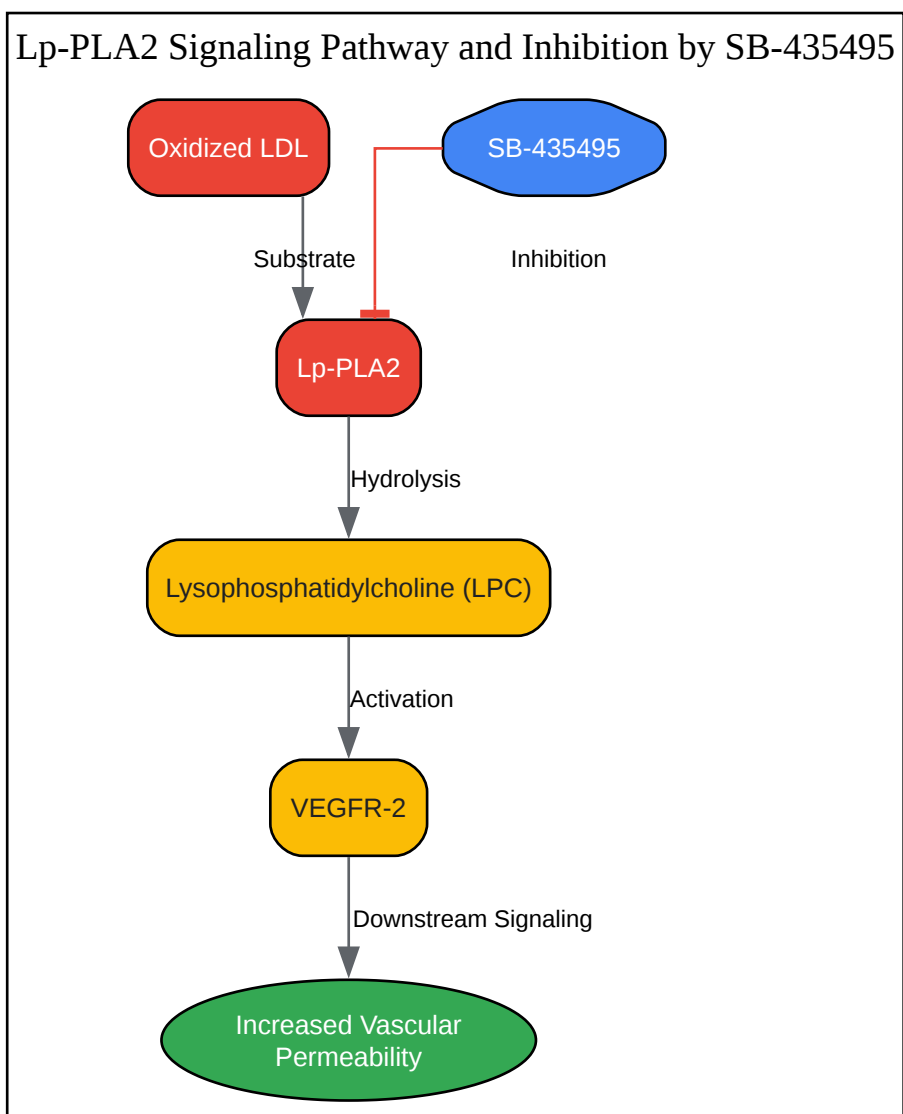 Lp-PLA2 Signaling Pathway and Inhibition by SB-435495
Oxidized LDL
SB-435495
Substrate
Inhibition
Lp-PLA2
Hydrolysis
Lysophosphatidylcholine (LPC)
Activation
VEGFR-2
Downstream Signaling
Increased Vascular
Permeability